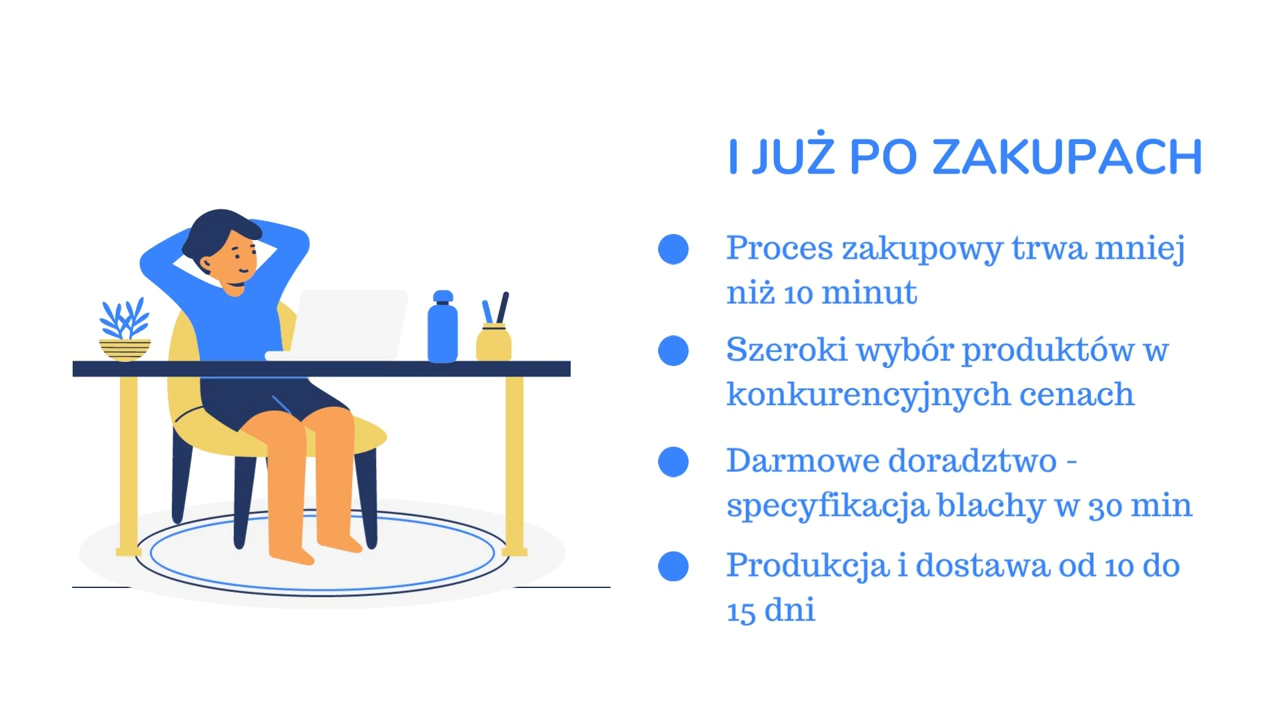 I JUŻ PO ZAKUPACH
Proces zakupowy trwa mniej
niż 10 minut
Szeroki wybór produktów w
konkurencyjnych cenach
Darmowe doradztwo -
specyfikacja blachy w 30 min
Produkcja i dostawa od 10 do
15 dni